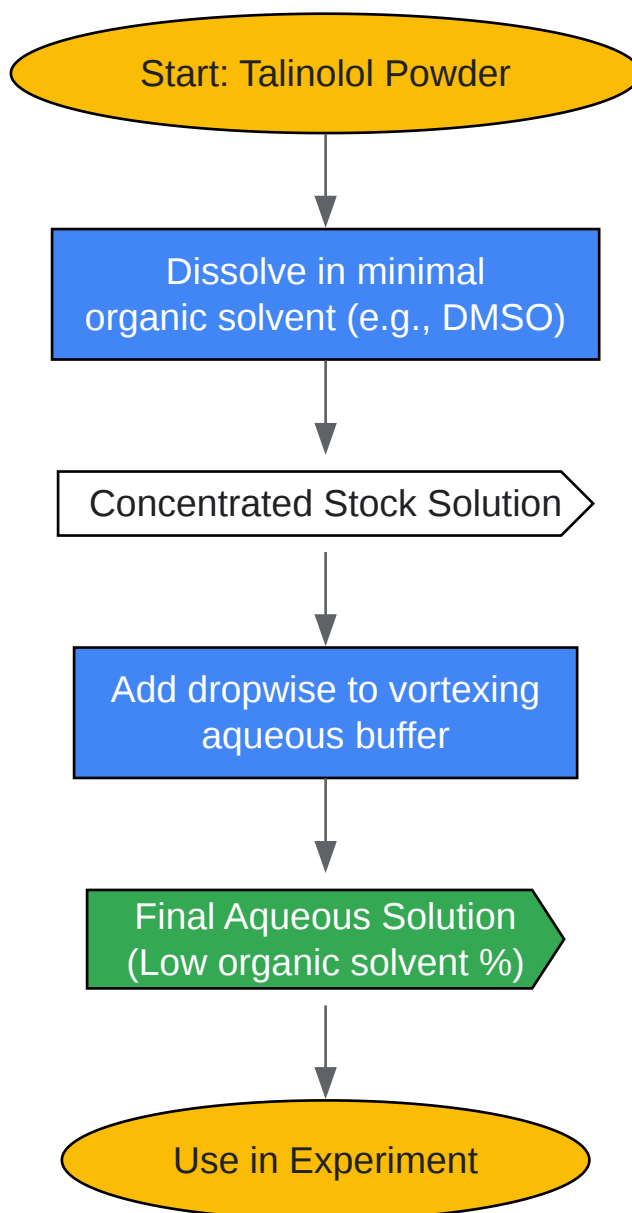 Start: Talinolol Powder
Dissolve in minimal
organic solvent (e.g., DMSO)
Concentrated Stock Solution
Add dropwise to vortexing
aqueous buffer
Final Aqueous Solution
(Low organic solvent %)
Use in Experiment